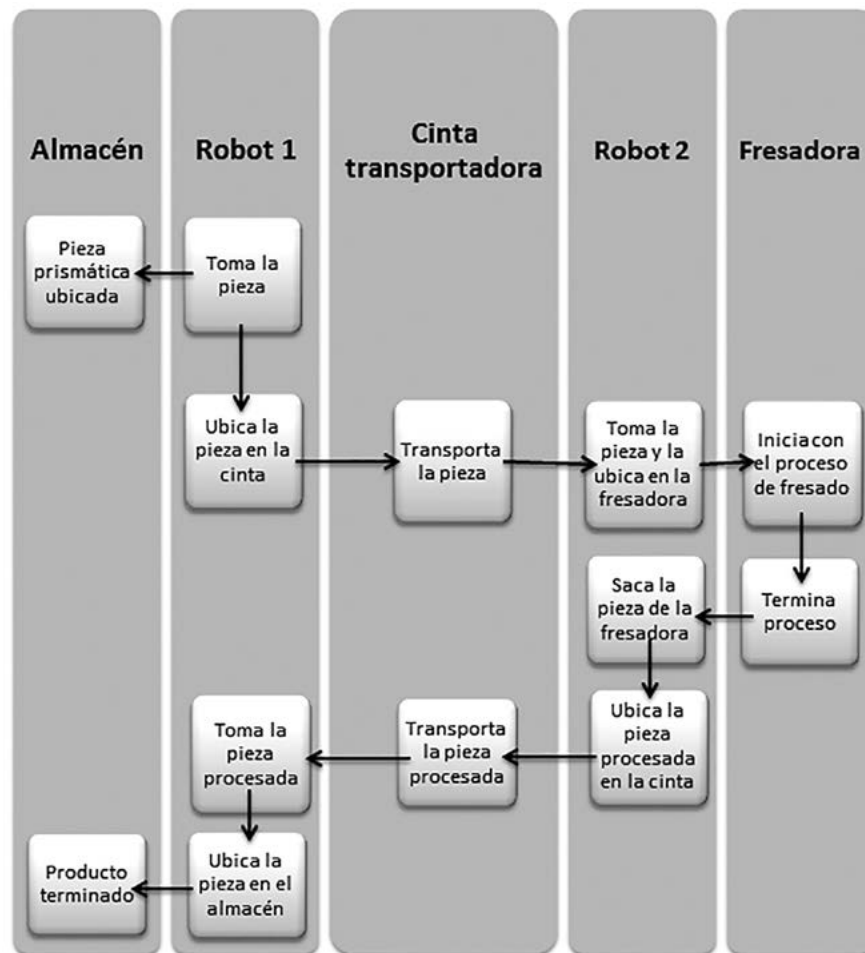 Almacén
Robot 1
Cinta
transportadora
Robot 2
Fresadora
Pieza
prismática
ubicada
Toma la
pieza
Ubica la
pieza en la
cinta
Transporta
la pieza
Toma la
pieza y la
ubica en la
fresadora
Inicia con
el proceso
de fresado
Saca la
pieza de la
fresadora
Termina
proceso
Toma la
pieza
procesada
Transporta
la pieza
procesada
Ubica la
pieza
procesada
en la cinta
Producto
terminado
Ubica la
pieza en el
almacén